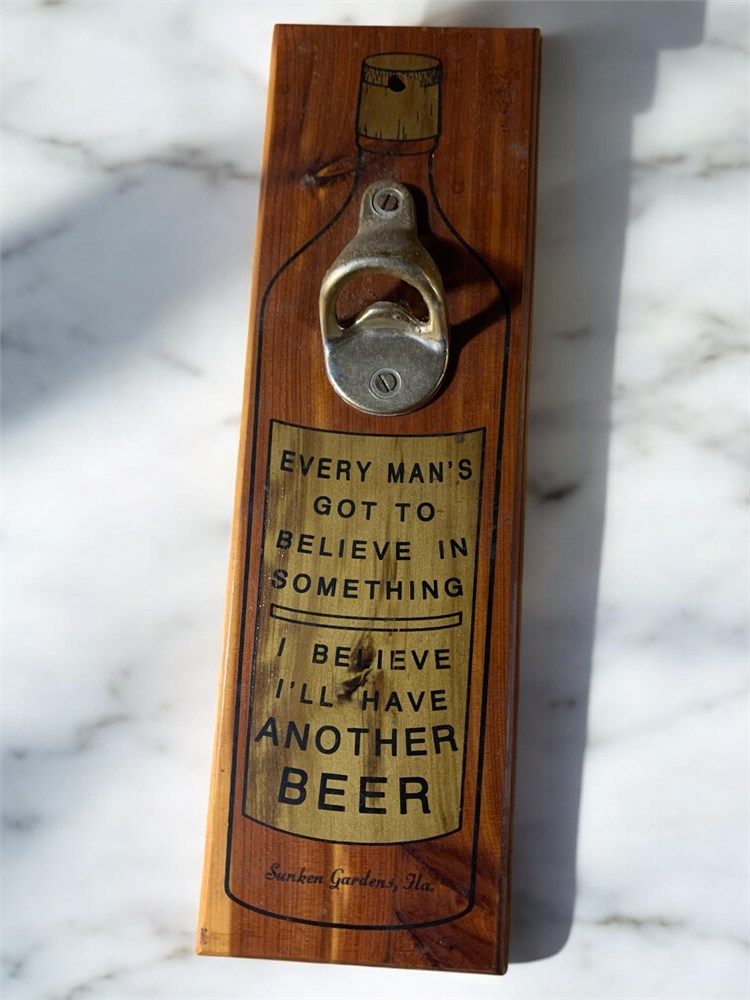 EVERY MAN'S
GOT TO
BELIEVE IN
SOMETHING
I BELIEVE
I'LL HAVE
ANOTHER
BEER
Sunken Gardens, Fla.